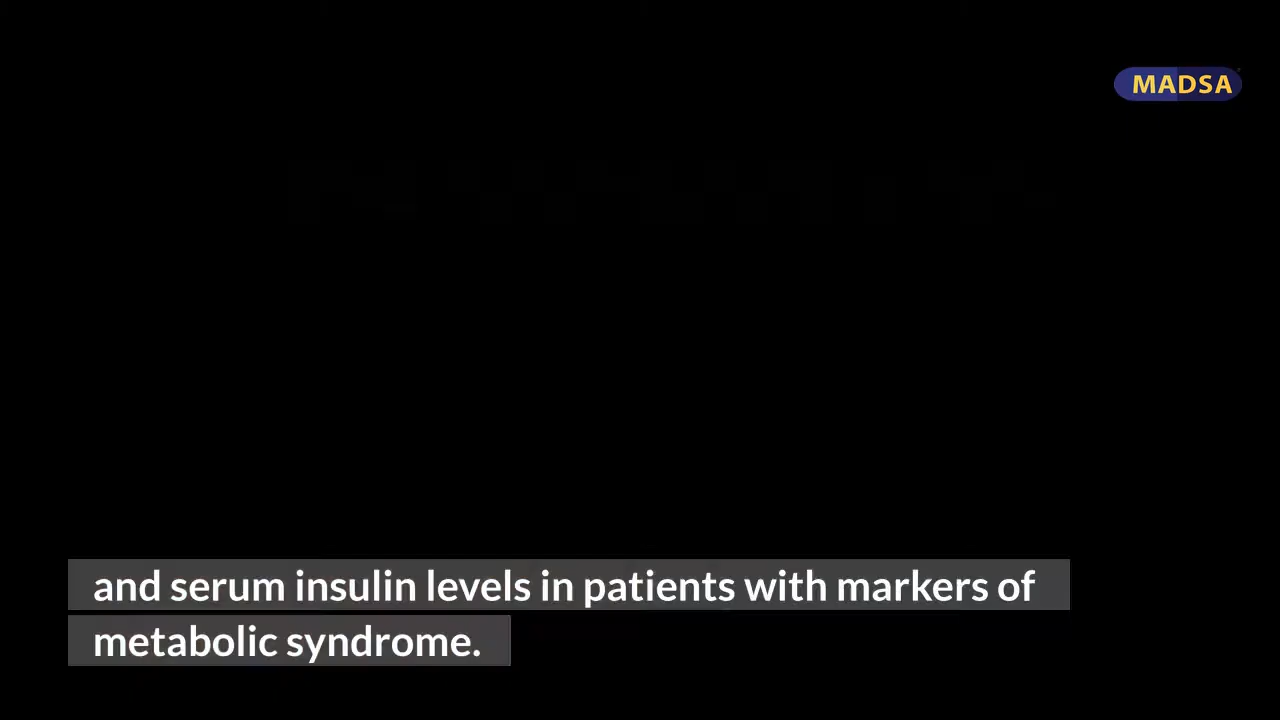 MADSA
and serum insulin levels in patients with markers of
metabolic syndrome.